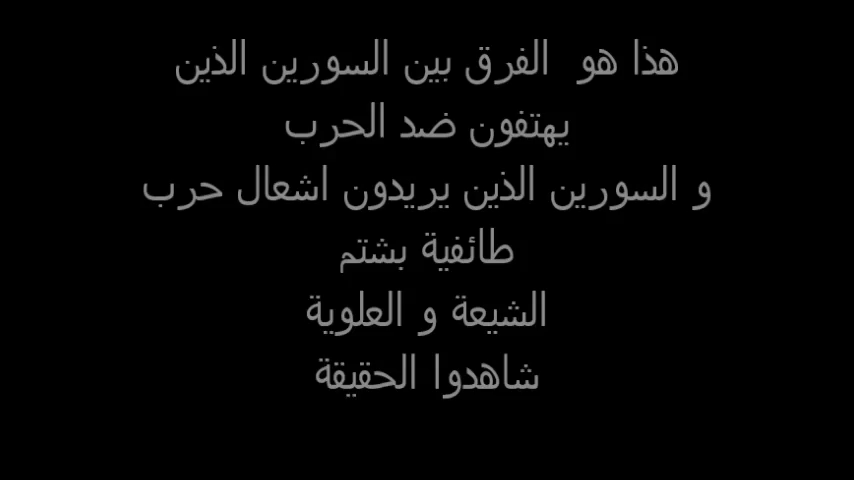 هذا هو الفرق بين السورين الذين
يهتفون ضد الحرب
و السورين الذين يريدون اشعال حرب
طائفية بشتم
الشيعة و العلوية
شاهدوا الحقيقة